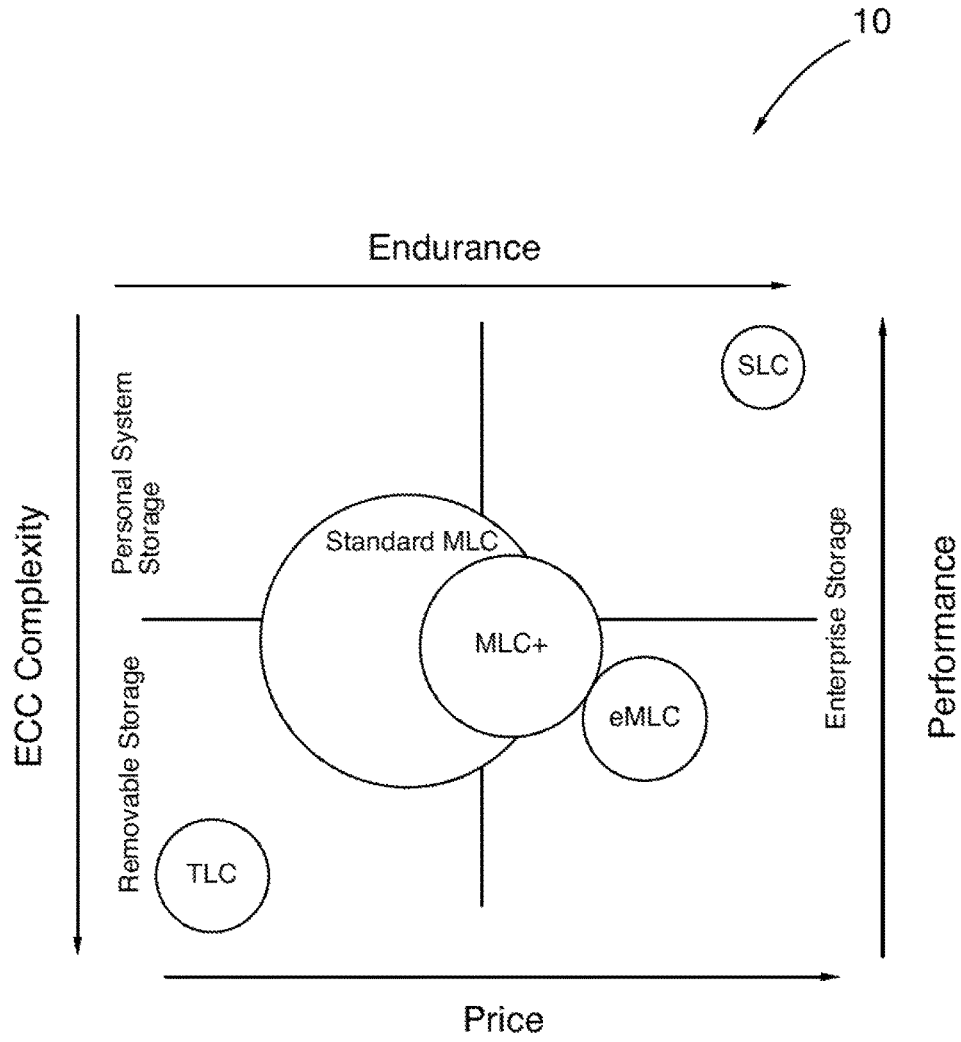 10
Endurance
SLC
Personal System
Storage
Standard MLC
ECC Complexity
Enterprise Storage
Performance
MLC+
eMLC
Removable Storage
TLC
Price